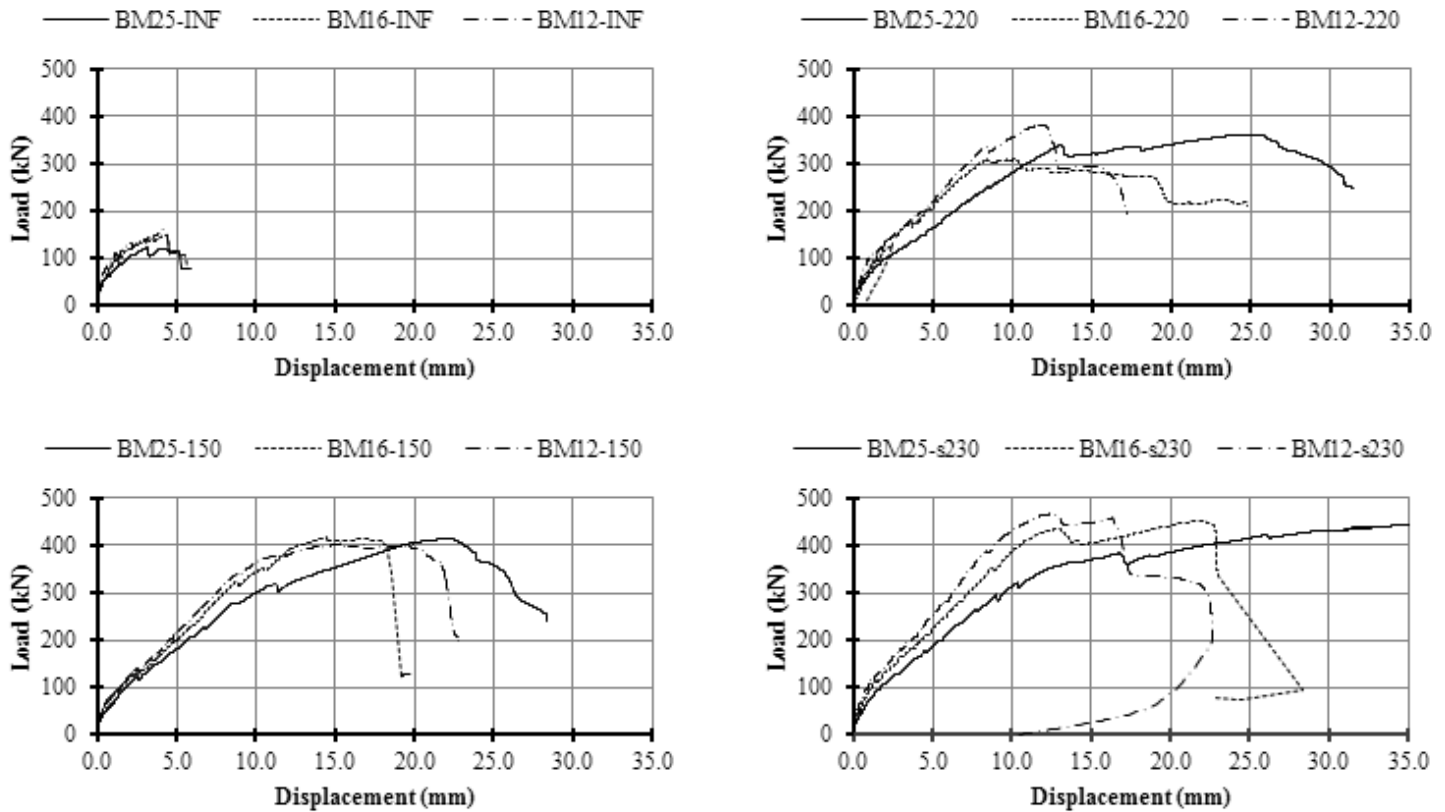 BM25-INF BM16-INF BM12-INF
500
400
300
200
100
0
Load (kN)
0.0 5.0 10.0 15.0 20.0 25.0 30.0 35.0
Displacement (mm)
BM25-220 BM16-220 BM12-220
500
400
300
200
100
0
Load (kN)
0.0 5.0 10.0 15.0 20.0 25.0 30.0 35.0
Displacement (mm)
BM25-150 BM16-150 BM12-150
500
400
300
200
100
0
Load (kN)
0.0 5.0 10.0 15.0 20.0 25.0 30.0 35.0
Displacement (mm)
BM25-s230 BM16-s230 BM12-s230
500
400
300
200
100
0
Load (kN)
0.0 5.0 10.0 15.0 20.0 25.0 30.0 35.0
Displacement (mm)